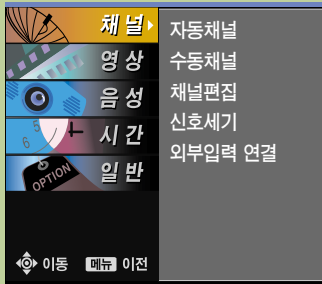 채널
영상
음성
시간
6 5
일반
OPTION
이동 메뉴 이전
자동채널
수동채널
채널편집
신호세기
외부입력 연결